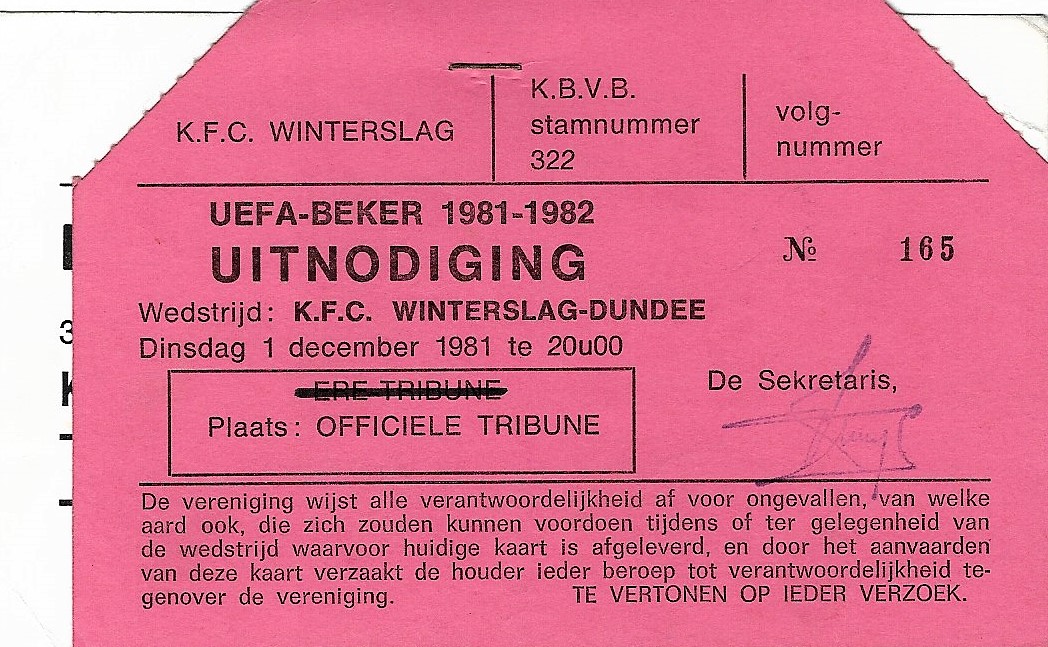 K.F.C. WINTERSLAG
K.B.V.B.
stamnummer
322
volg-
nummer
UEFA-BEKER 1981-1982
UITNODIGING
№ 165
Wedstrijd: K.F.C. WINTERSLAG-DUNDEE
Dinsdag 1 december 1981 te 20u00
ERE-TRIBUNE
Plaats: OFFICIELE TRIBUNE
De Sekretaris,
De vereniging wijst alle verantwoordelijkheid af voor ongevallen, van welke
aard ook, die zich zouden kunnen voordoen tijdens of ter gelegenheid van
de wedstrijd waarvoor huidige kaart is afgeleverd, en door het aanvaarden
van deze kaart verzaakt de houder ieder beroep tot verantwoordelijkheid te-
genover de vereniging. TE VERTONEN OP IEDER VERZOEK.